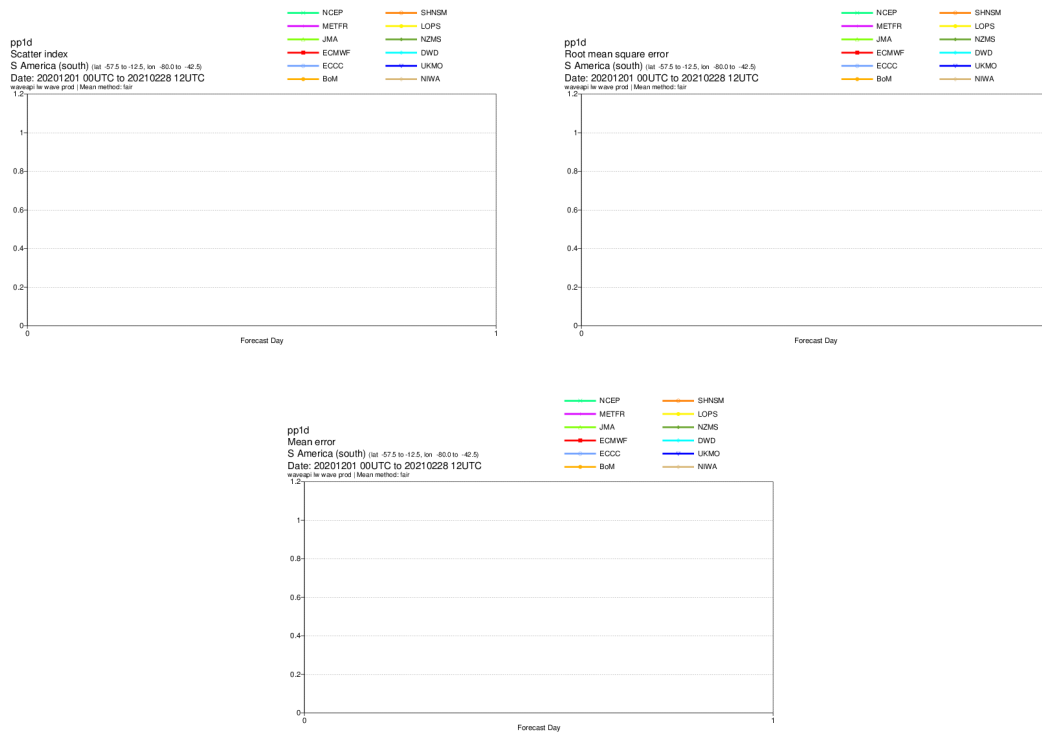 NCEP SHNSM
METFR LOPS
JMA NZMS
ECMWF DWD
ECCC UKMO
BoM NIWA
pp1d
Scatter index
S America (south) (lat -57.5 to -12.5, lon -80.0 to -42.5)
Date: 20201201 00UTC to 20210228 12UTC
waveapi lw wave prod | Mean method: fair
1.2
1
0.8
0.6
0.4
0.2
0
0 1
Forecast Day
NCEP SHNSM
METFR LOPS
JMA NZMS
ECMWF DWD
ECCC UKMO
BoM NIWA
pp1d
Root mean square error
S America (south) (lat -57.5 to -12.5, lon -80.0 to -42.5)
Date: 20201201 00UTC to 20210228 12UTC
waveapi lw wave prod | Mean method: fair
1.2
1
0.8
0.6
0.4
0.2
0
0
Forecast Day
NCEP SHNSM
METFR LOPS
JMA NZMS
ECMWF DWD
ECCC UKMO
BoM NIWA
pp1d
Mean error
S America (south) (lat -57.5 to -12.5, lon -80.0 to -42.5)
Date: 20201201 00UTC to 20210228 12UTC
waveapi lw wave prod | Mean method: fair
1.2
1
0.8
0.6
0.4
0.2
0
0 1
Forecast Day